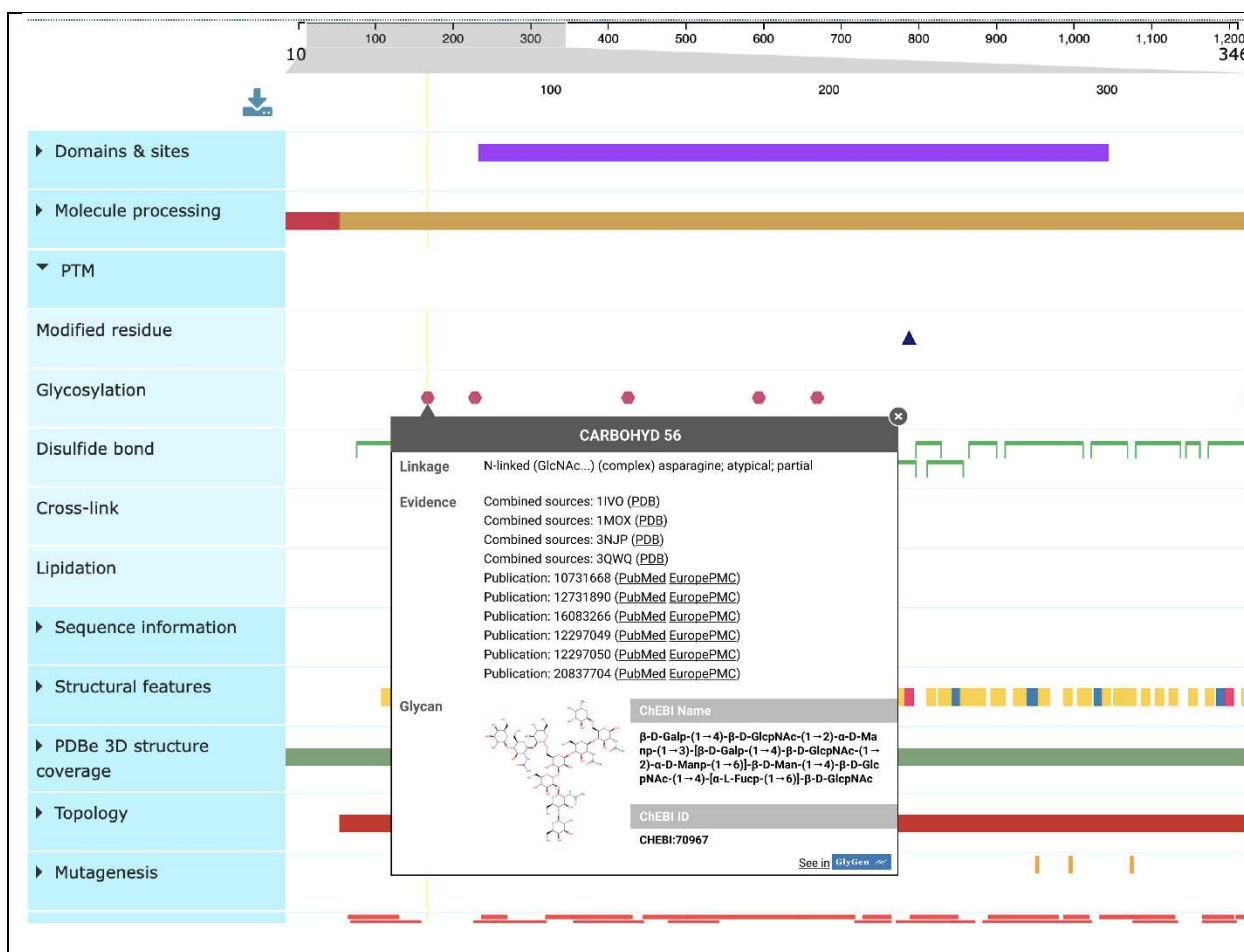 100 200 300 400 500 600 700 800 900 1,000 1,100 1,200
10 346
100 200 300
Domains & sites
Molecule processing
PTM
Modified residue
Glycosylation
CARBOHYD 56
Disulfide bond
Linkage N-linked (GlcNAc...) (complex) asparagine; atypical; partial
Evidence Combined sources: 1IVO (PDB)
Cross-link
Combined sources: 1MOX (PDB)
Combined sources: 3NJP (PDB)
Combined sources: 3QWQ (PDB)
Lipidation
Publication: 10731668 (PubMed EuropePMC)
Publication: 12731890 (PubMed EuropePMC)
Publication: 16083266 (PubMed EuropePMC)
Sequence information
Publication: 12297049 (PubMed EuropePMC)
Publication: 12297050 (PubMed EuropePMC)
Publication: 20837704 (PubMed EuropePMC)
Structural features
Glycan
ChEBI Name
β-D-Galp-(1→4)-β-D-GlcpNAc-(1→2)-α-D-Ma
np-(1→3)-[β-D-Galp-(1→4)-β-D-GlcpNAc-(1→
2)-α-D-Manp-(1→6)]-β-D-Man-(1→4)-β-D-Glc
pNAc-(1→4)-[α-L-Fucp-(1→6)]-β-D-GlcpNAc
PDBe 3D structure
coverage
Topology
ChEBI ID
CHEBI:70967
See in GlyGen
Mutagenesis